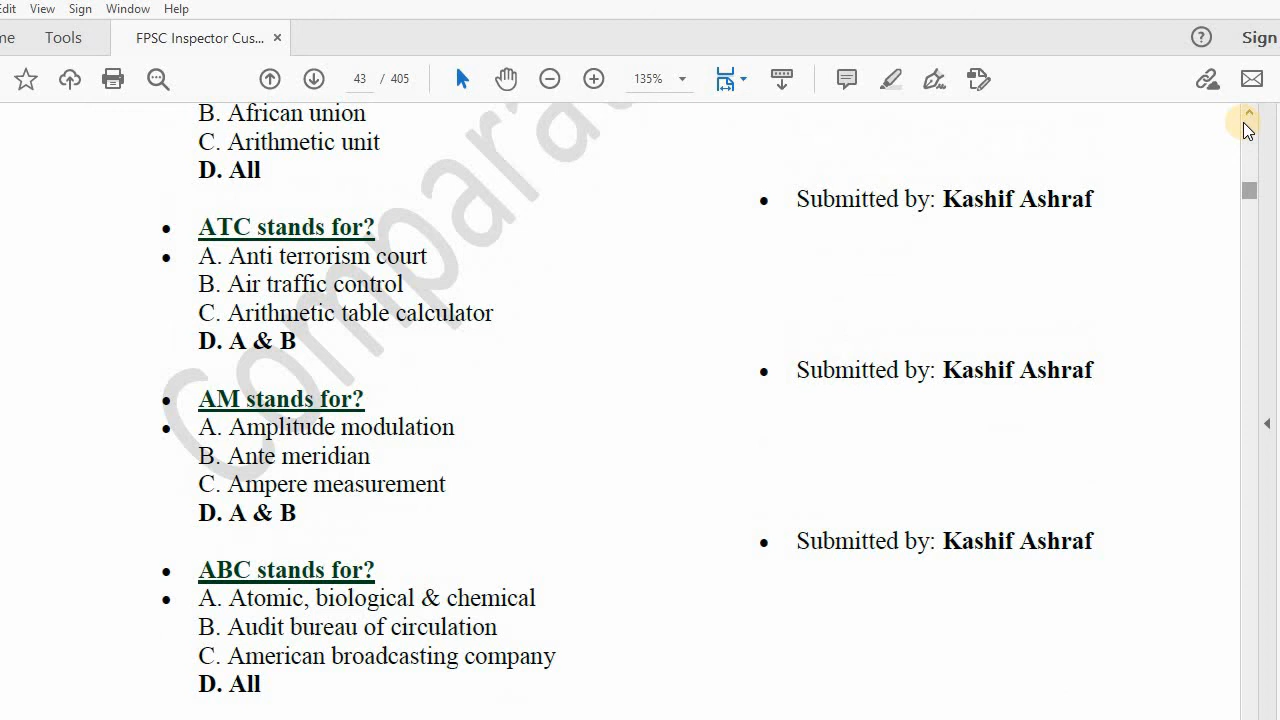 Edit View Sign Window Help
me Tools FPSC Inspector Cus... × Sign
43 / 405 135%
B. African union
C. Arithmetic unit
D. All
• Submitted by: Kashif Ashraf
• ATC stands for?
• A. Anti terrorism court
B. Air traffic control
C. Arithmetic table calculator
D. A & B
• Submitted by: Kashif Ashraf
• AM stands for?
• A. Amplitude modulation
B. Ante meridian
C. Ampere measurement
D. A & B
• Submitted by: Kashif Ashraf
• ABC stands for?
• A. Atomic, biological & chemical
B. Audit bureau of circulation
C. American broadcasting company
D. All
Comparat